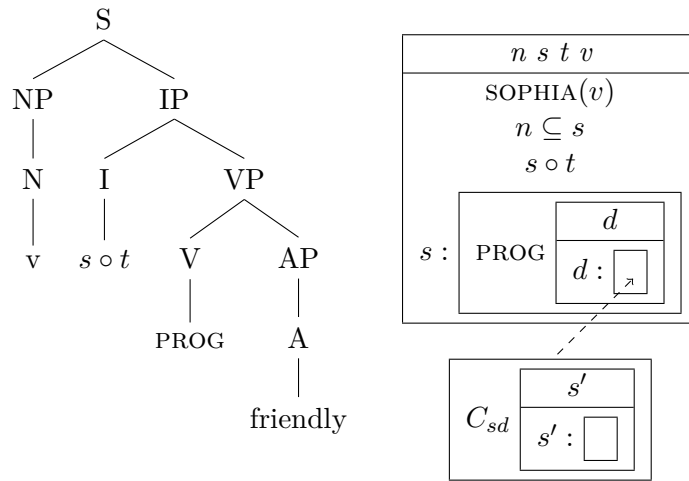 S
NP IP
N I VP
v s ∘ t V AP
PROG A
friendly
n s t v
SOPHIA(v)
n ⊆ s
s ∘ t
s : PROG d
d :
C_sd s′
s′ :